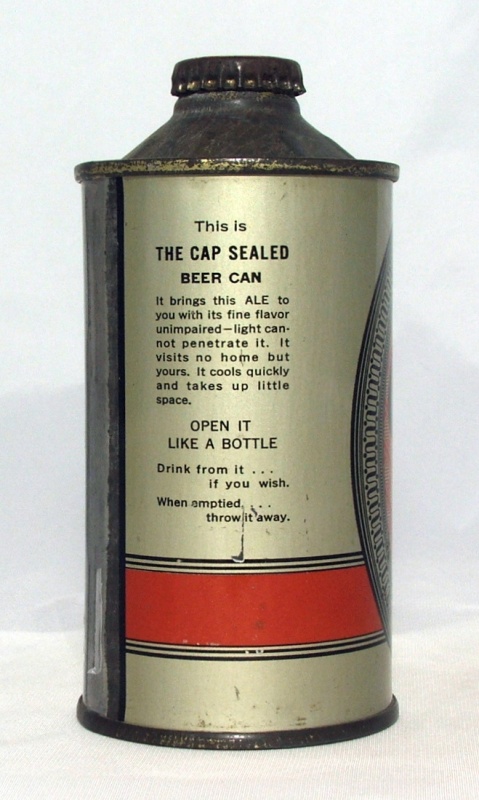 This is
THE CAP SEALED
BEER CAN
It brings this ALE to
you with its fine flavor
unimpaired—light can-
not penetrate it. It
visits no home but
yours. It cools quickly
and takes up little
space.
OPEN IT
LIKE A BOTTLE
Drink from it ...
if you wish.
When emptied....
throw it away.